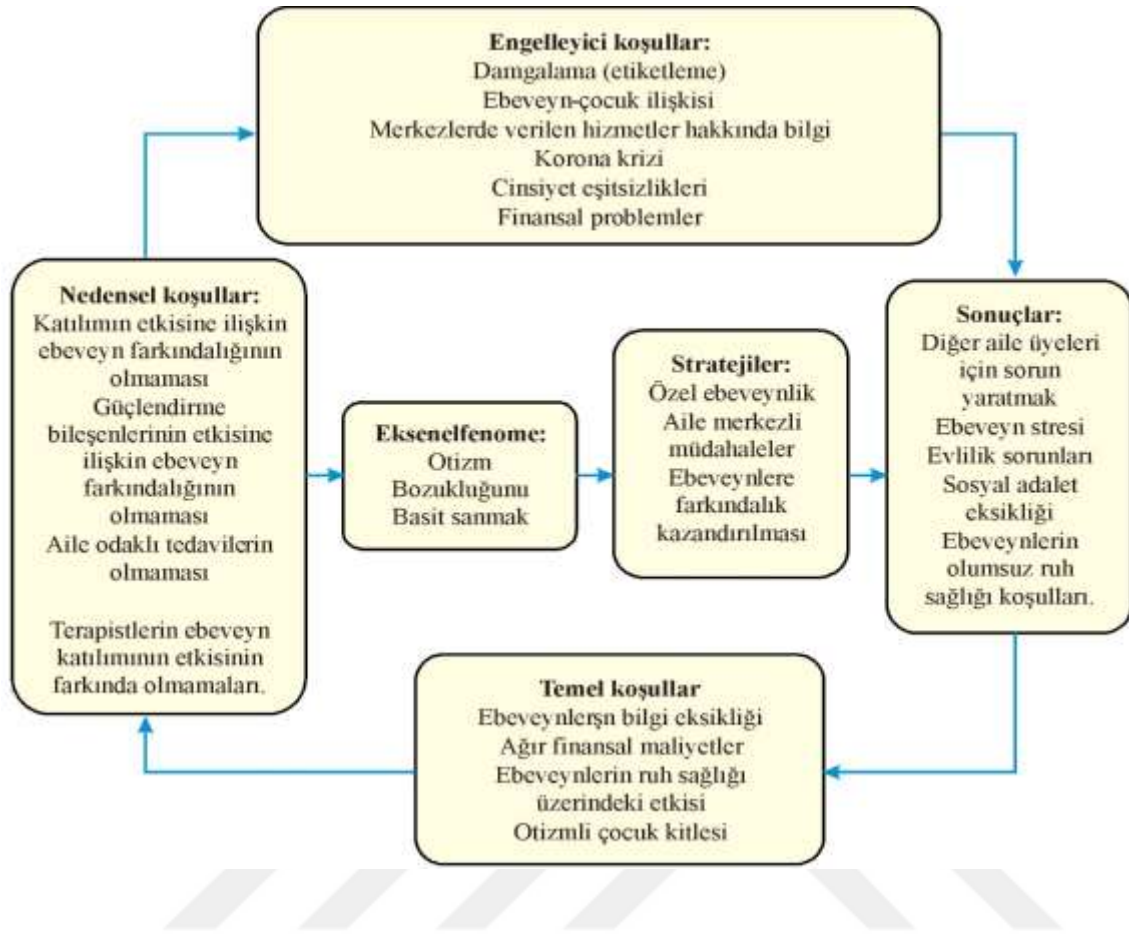 Engelleyici koşullar:
Damgalama (etiketleme)
Ebeveyn-çocuk ilişkisi
Merkezlerde verilen hizmetler hakkında bilgi
Korona krizi
Cinsiyet eşitsizlikleri
Finansal problemler
Nedensel koşullar:
Katılımın etkisine ilişkin
ebeveyn farkındalığının
olmaması
Güçlendirme
bileşenlerinin etkisine
ilişkin ebeveyn
farkındalığının
olmaması
Aile odaklı tedavilerin
olmaması
Terapistlerin ebeveyn
katılımının etkisinin
farkında olmamaları.
Eksenelfenome:
Otizm
Bozukluğunu
Basit sanmak
Stratejiler:
Özel ebeveynlik
Aile merkezli
müdahaleler
Ebeveynlere
farkındalık
kazandırılması
Sonuçlar:
Diğer aile üyeleri
için sorun
yaratmak
Ebeveyn stresi
Evlilik sorunları
Sosyal adalet
eksikliği
Ebeveynlerin
olumsuz ruh
sağlığı koşulları.
Temel koşullar
Ebeveynlerşn bilgi eksikliği
Ağır finansal maliyetler
Ebeveynlerin ruh sağlığı
üzerindeki etkisi
Otizmli çocuk kitlesi